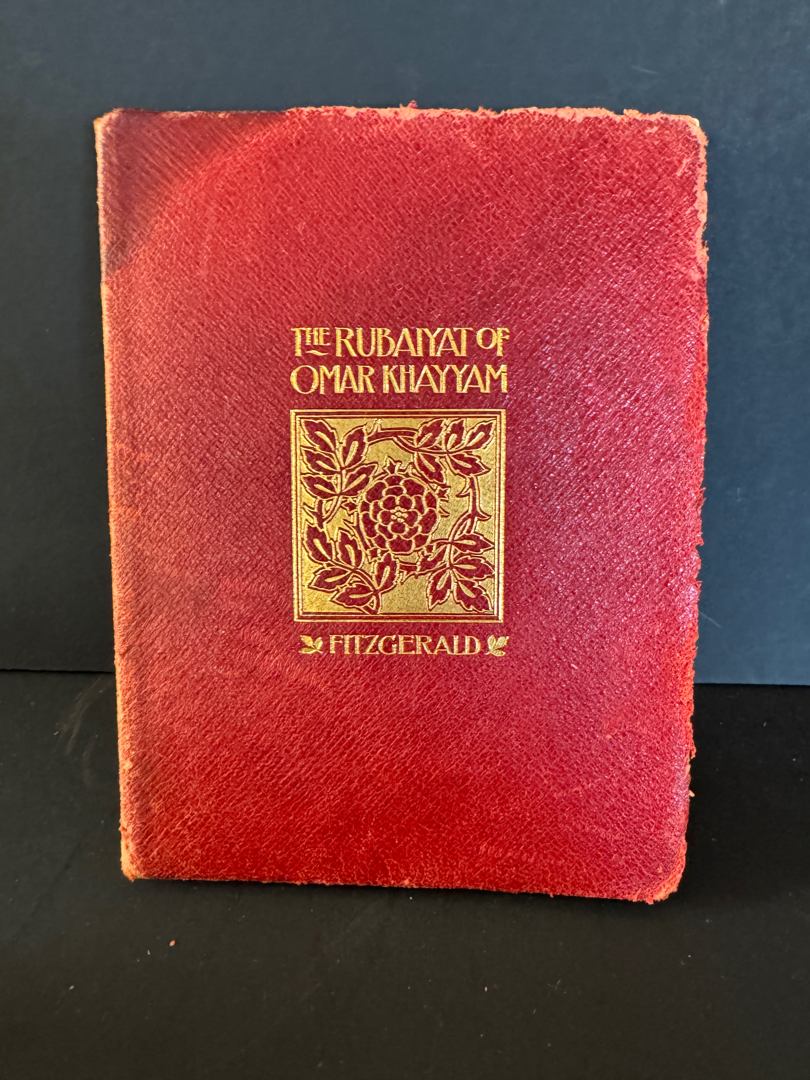 THE RUBAIYAT OF
OMAR KHAYYAM
FITZGERALD